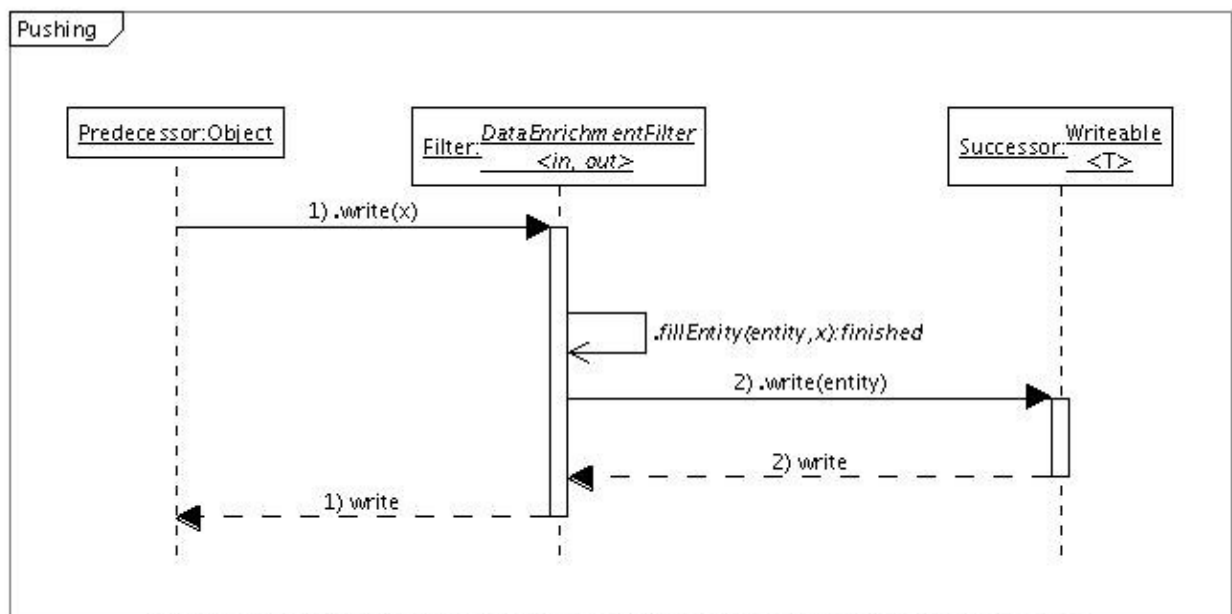 Pushing
Predecessor:Object
Filter:DataEnrichmentFilter
<in, out>
Successor:Writeable
<T>
1) .write(x)
.fillEntity(entity,x):finished
2) .write(entity)
2) write
1) write